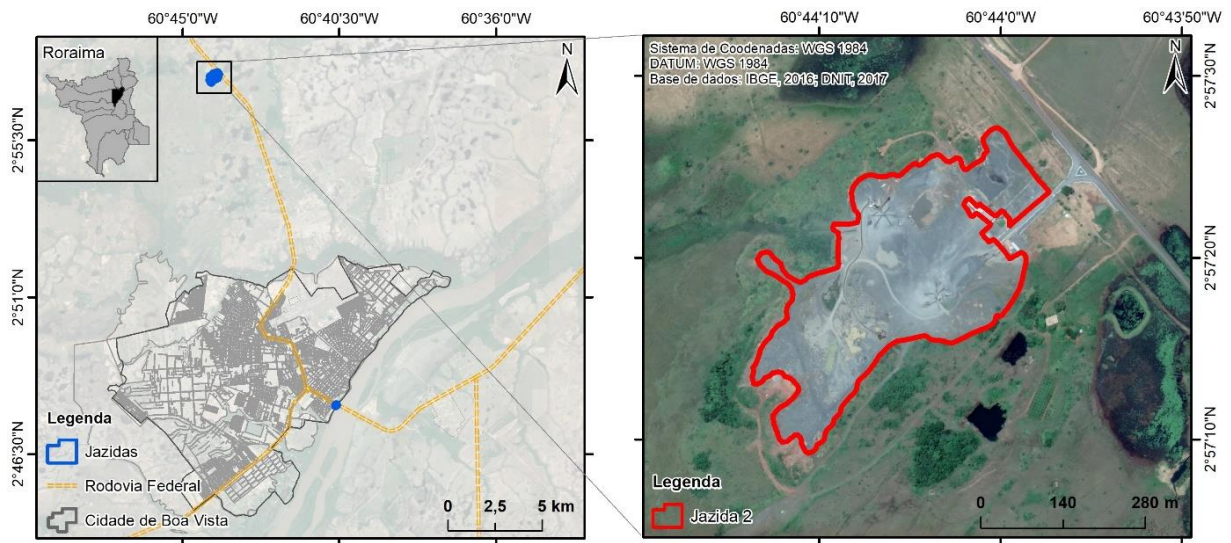 60°45'0"W 60°40'30"W 60°36'0"W
Roraima
N
2°55'30"N
2°51'0"N
2°46'30"N
Legenda
Jazidas
Rodovia Federal
Cidade de Boa Vista
0 2,5 5 km
60°44'10"W 60°44'0"W 60°43'50"W
Sistema de Coodenadas: WGS 1984
DATUM: WGS 1984
Base de dados: IBGE, 2016; DNIT, 2017
N
2°57'30"N
2°57'20"N
2°57'10"N
Legenda
Jazida 2
0 140 280 m